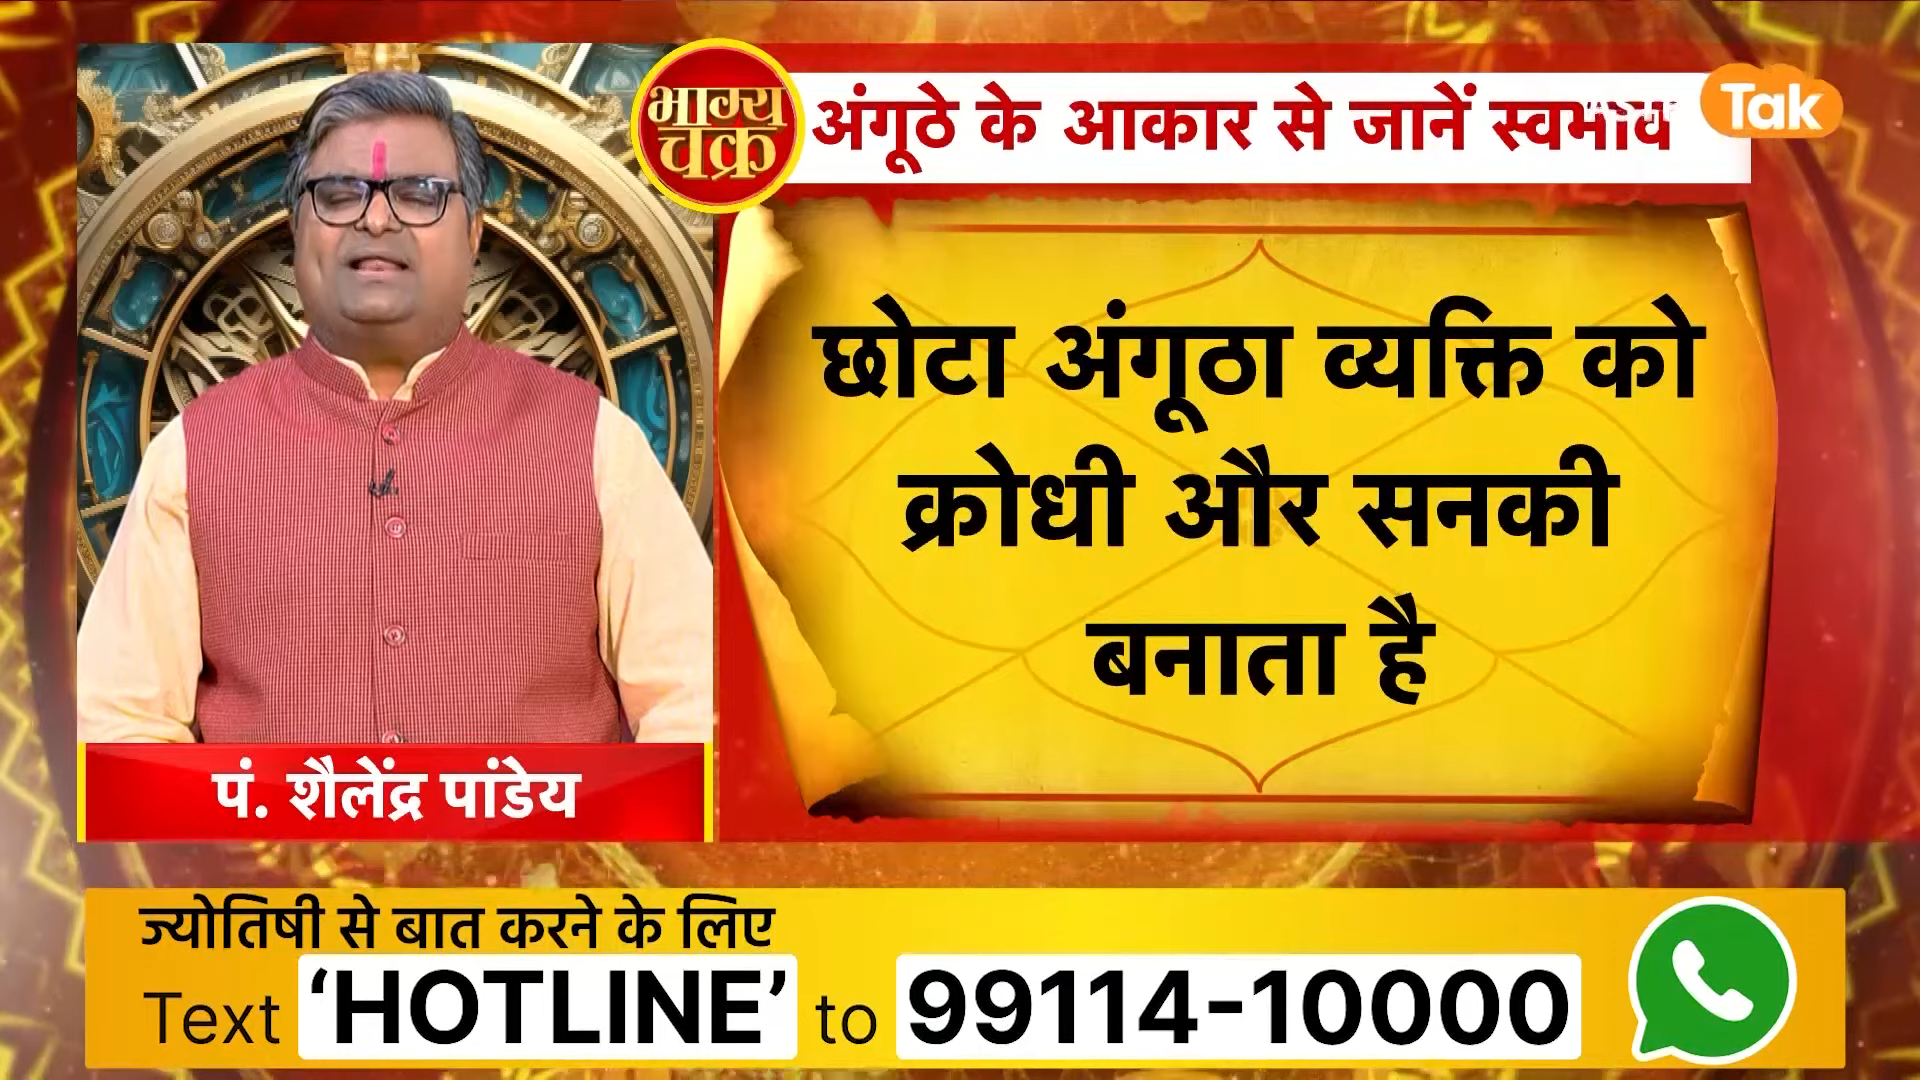 भाग्य
चक्र
अंगूठे के आकार से जानें स्वभाव
Tak
छोटा अंगूठा व्यक्ति को
क्रोधी और सनकी
बनाता है
पं. शैलेंद्र पांडेय
ज्योतिषी से बात करने के लिए
Text ‘HOTLINE’ to 99114-10000